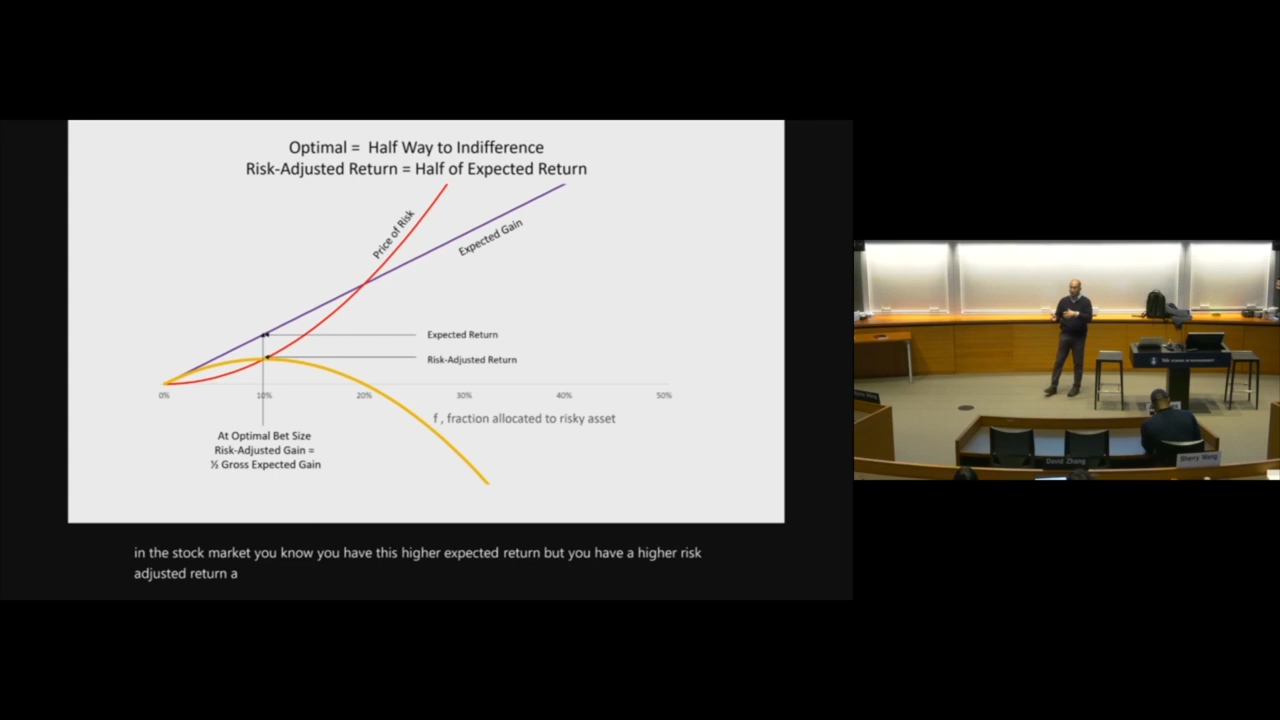 Optimal = Half Way to Indifference
Risk-Adjusted Return = Half of Expected Return
Price of Risk
Expected Gain
Expected Return
Risk-Adjusted Return
0%
10%
20%
30%
40%
50%
f , fraction allocated to risky asset
At Optimal Bet Size
Risk-Adjusted Gain =
½ Gross Expected Gain
in the stock market you know you have this higher expected return but you have a higher risk
adjusted return a
David Zhang